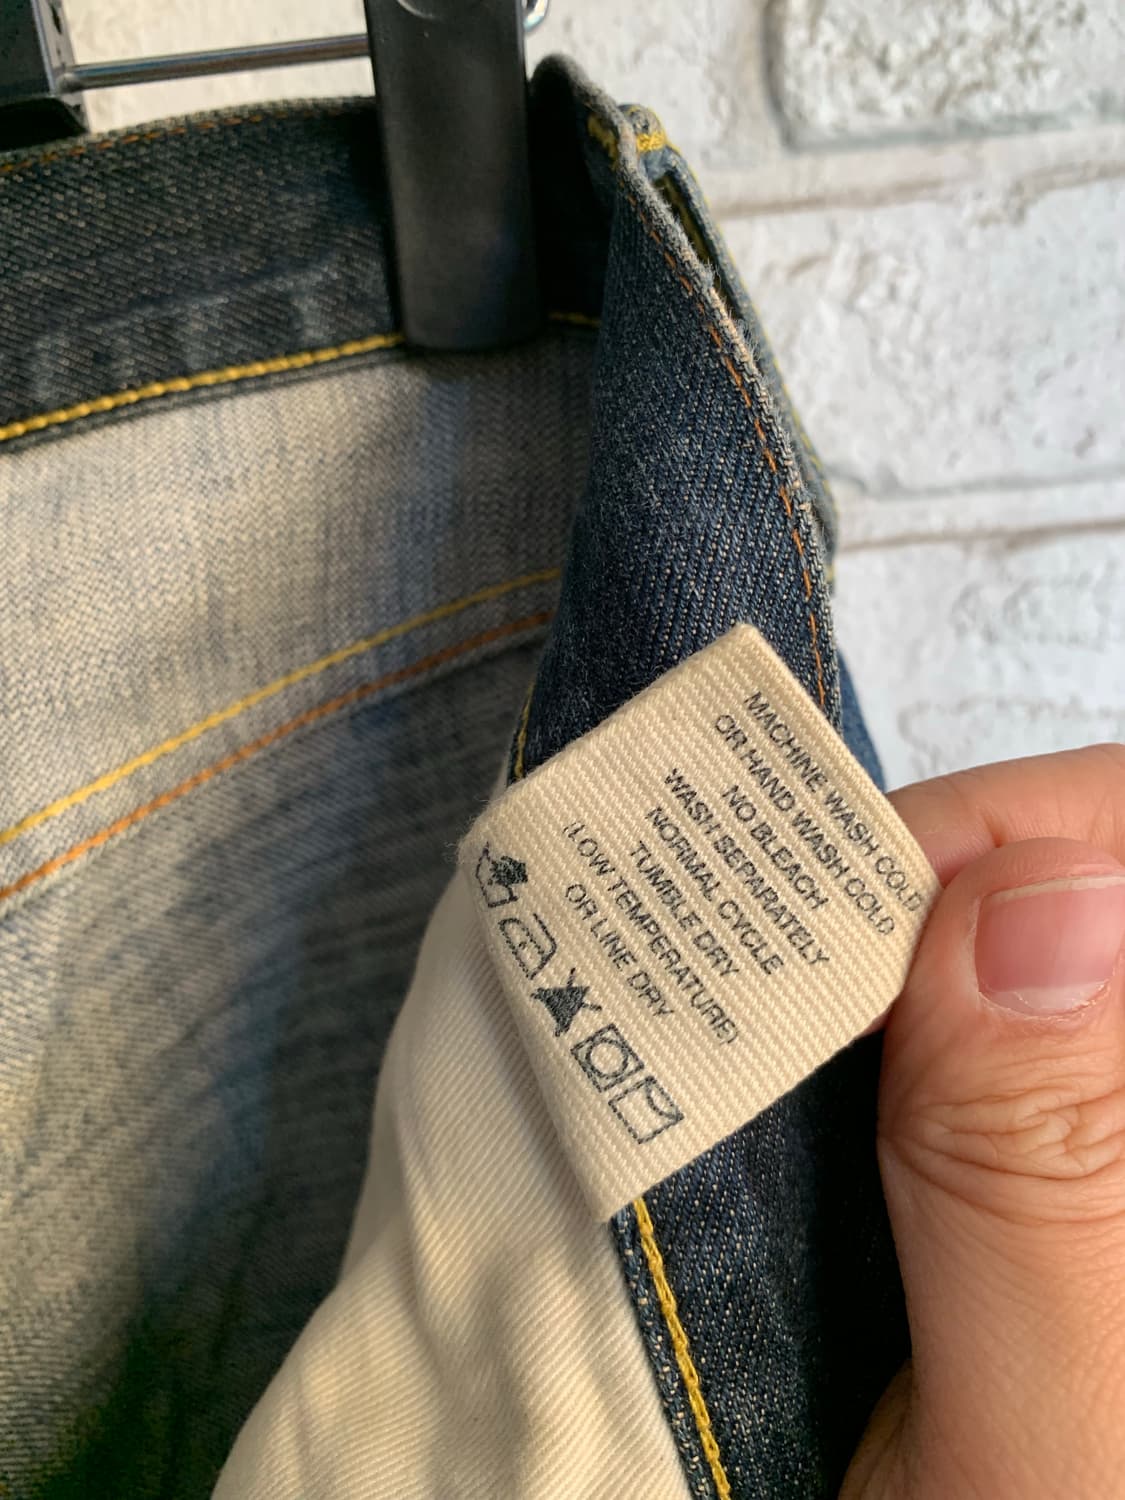 MACHINE WASH COLD
OR HAND WASH COLD
NO BLEACH
WASH SEPARATELY
NORMAL CYCLE
TUMBLE DRY
(LOW TEMPERATURE)
OR LINE DRY